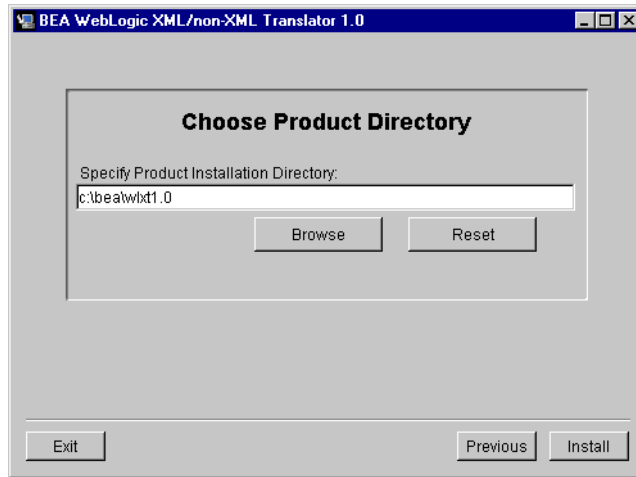 BEA WebLogic XML/non-XML Translator 1.0
Choose Product Directory
Specify Product Installation Directory:
c:\bea\wlxt1.0
Browse Reset
Exit Previous Install